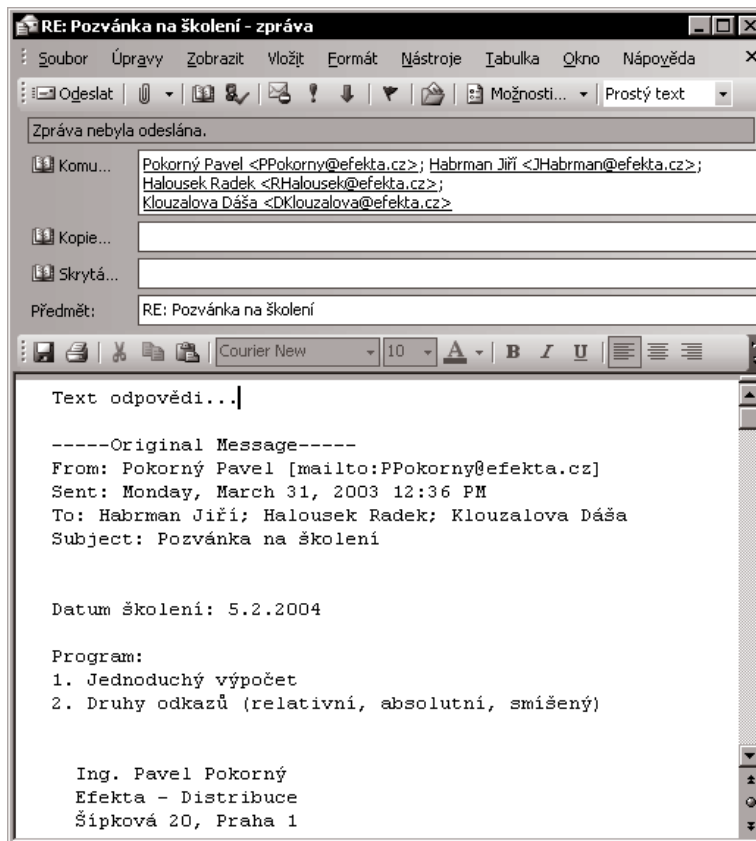 RE: Pozvánka na školení - zpráva
Soubor Úpravy Zobrazit Vložit Formát Nástroje Tabulka Okno Nápověda
Odeslat Možnosti... Prostý text
Zpráva nebyla odeslána.
Komu... Pokorný Pavel <PPokorny@efekta.cz>; Habrman Jiří <JHabrman@efekta.cz>;
Halousek Radek <RHalousek@efekta.cz>;
Klouzalova Dáša <DKlouzalova@efekta.cz>
Kopie...
Skrytá...
Předmět: RE: Pozvánka na školení
Courier New 10 A B I U
Text odpovědi...
-----Original Message-----
From: Pokorný Pavel [mailto:PPokorny@efekta.cz]
Sent: Monday, March 31, 2003 12:36 PM
To: Habrman Jiří; Halousek Radek; Klouzalova Dáša
Subject: Pozvánka na školení
Datum školení: 5.2.2004
Program:
1. Jednoduchý výpočet
2. Druhy odkazů (relativní, absolutní, smíšený)
Ing. Pavel Pokorný
Efekta - Distribuce
Šípková 20, Praha 1